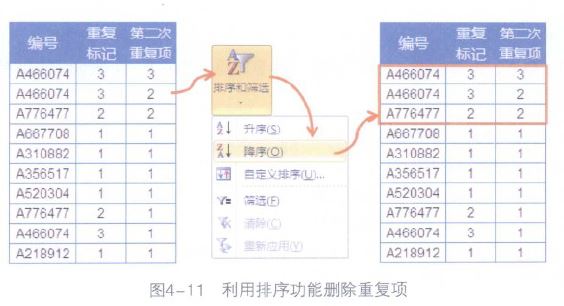 编号 重复标记 第二次重复项
A466074 3 3
A466074 3 2
A776477 2 2
A667708 1 1
A310882 1 1
A356517 1 1
A520304 1 1
A776477 2 1
A466074 3 1
A218912 1 1
排序和筛选
升序(S)
降序(O)
自定义排序(U)...
筛选(F)
清除(C)
重新应用(Y)
编号 重复标记 第二次重复项
A466074 3 3
A466074 3 2
A776477 2 2
A667708 1 1
A310882 1 1
A356517 1 1
A520304 1 1
A776477 2 1
A466074 3 1
A218912 1 1
图4-11 利用排序功能删除重复项